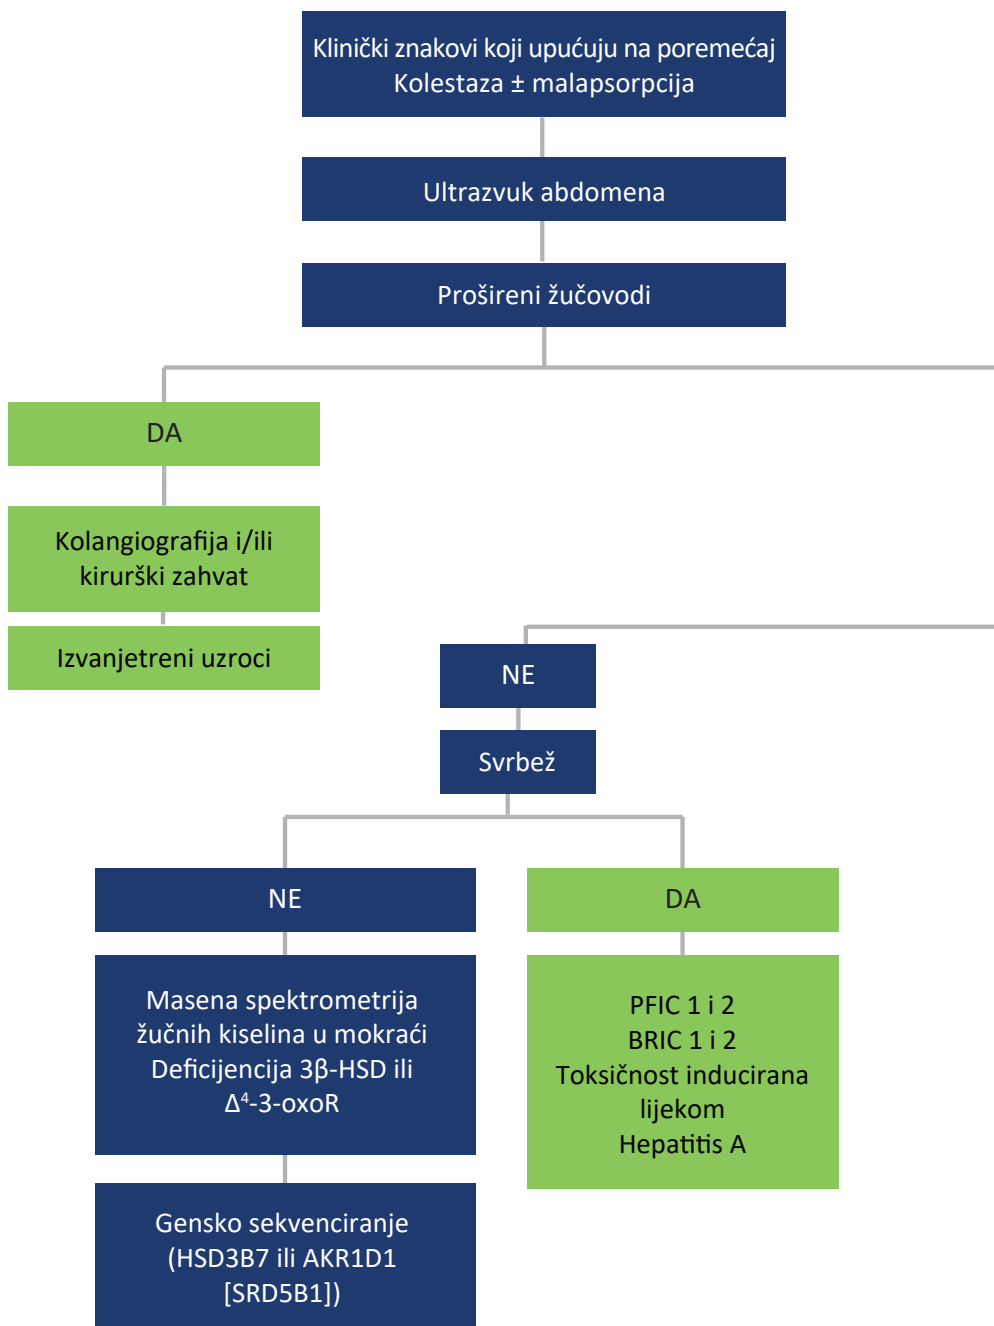 Klinički znakovi koji upućuju na poremećaj
Kolestaza ± malapsorpcija
Ultrazvuk abdomena
Prošireni žučovodi
DA
Kolangiografija i/ili
kirurški zahvat
Izvanjetreni uzroci
NE
Svrbež
NE
Masena spektrometrija
žučnih kiselina u mokraći
Deficijencija 3β-HSD ili
Δ⁴-3-oxoR
Gensko sekvenciranje
(HSD3B7 ili AKR1D1
[SRD5B1])
DA
PFIC 1 i 2
BRIC 1 i 2
Toksičnost inducirana
lijekom
Hepatitis A